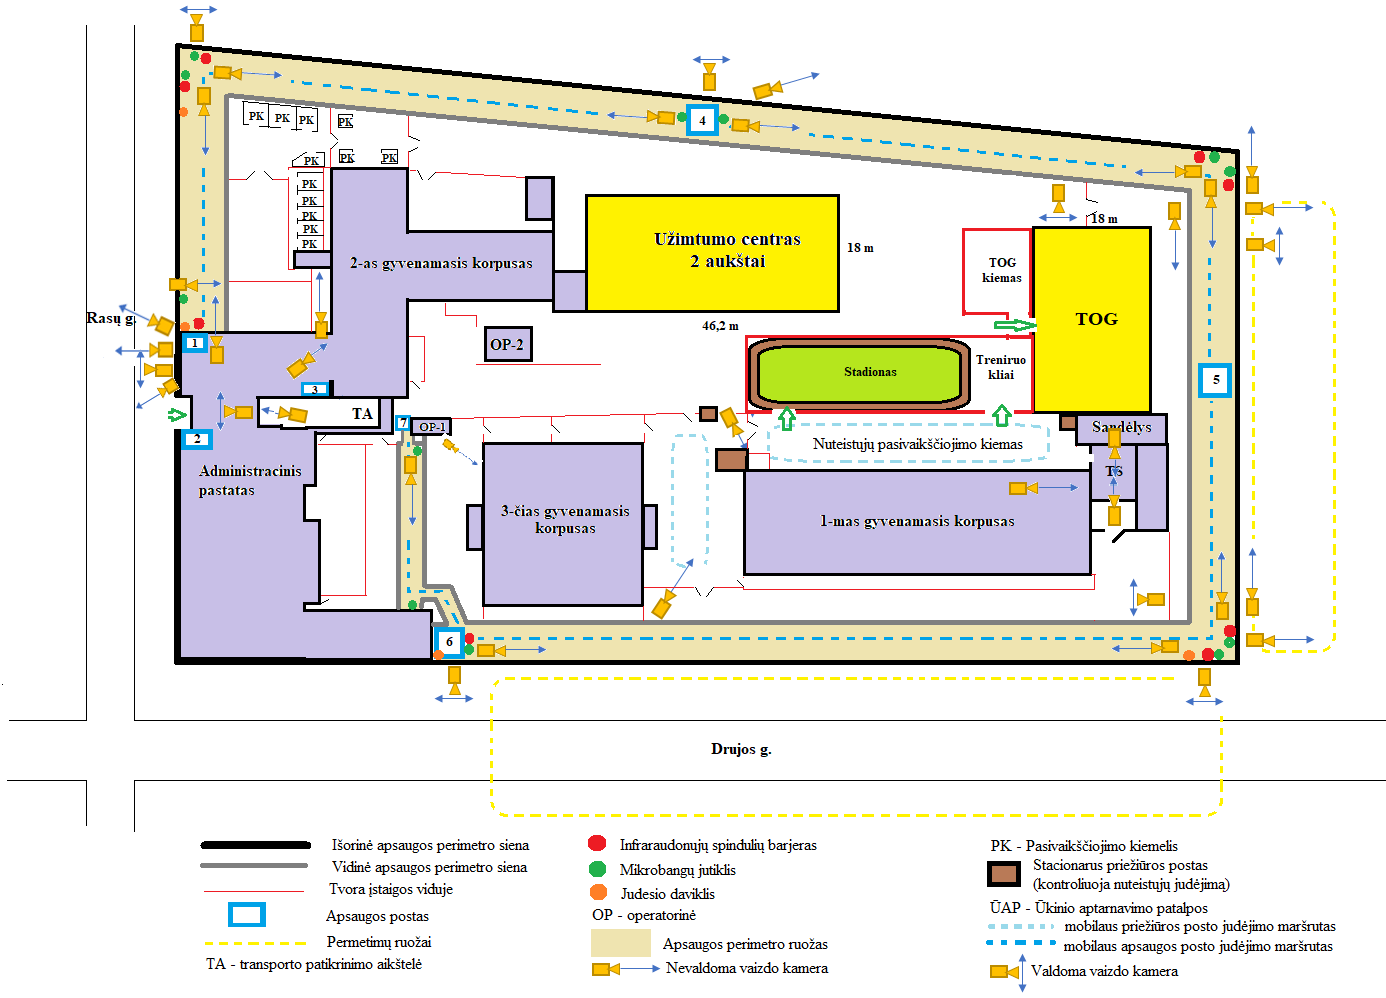 4
PK
PK
PK
PK
PK
PK
PK
PK
PK
PK
PK
PK
PK
18 m
Užimtumo centras
2 aukštai
18 m
2-as gyvenamasis korpusas
TOG
kiemas
Rasų g.
46,2 m
TOG
1
OP-2
Stadionas
Treniruo
kliai
5
3
TA
7
OP-1
2
Sandėlys
Nuteistųjų pasivaikščiojimo kiemas
Administracinis
pastatas
TS
3-čias gyvenamasis
korpusas
1-mas gyvenamasis korpusas
6
Drujos g.
Išorinė apsaugos perimetro siena
Vidinė apsaugos perimetro siena
Tvora įstaigos viduje
Apsaugos postas
Permetimų ruožai
TA - transporto patikrinimo aikštelė
Infraraudonųjų spindulių barjeras
Mikrobangų jutiklis
Judesio daviklis
OP - operatorinė
Apsaugos perimetro ruožas
Nevaldoma vaizdo kamera
PK - Pasivaikščiojimo kiemelis
Stacionarus priežiūros postas
(kontroliuoja nuteistųjų judėjimą)
ŪAP - Ūkinio aptarnavimo patalpos
mobilaus priežiūros posto judėjimo maršrutas
mobilaus apsaugos posto judėjimo maršrutas
Valdoma vaizdo kamera